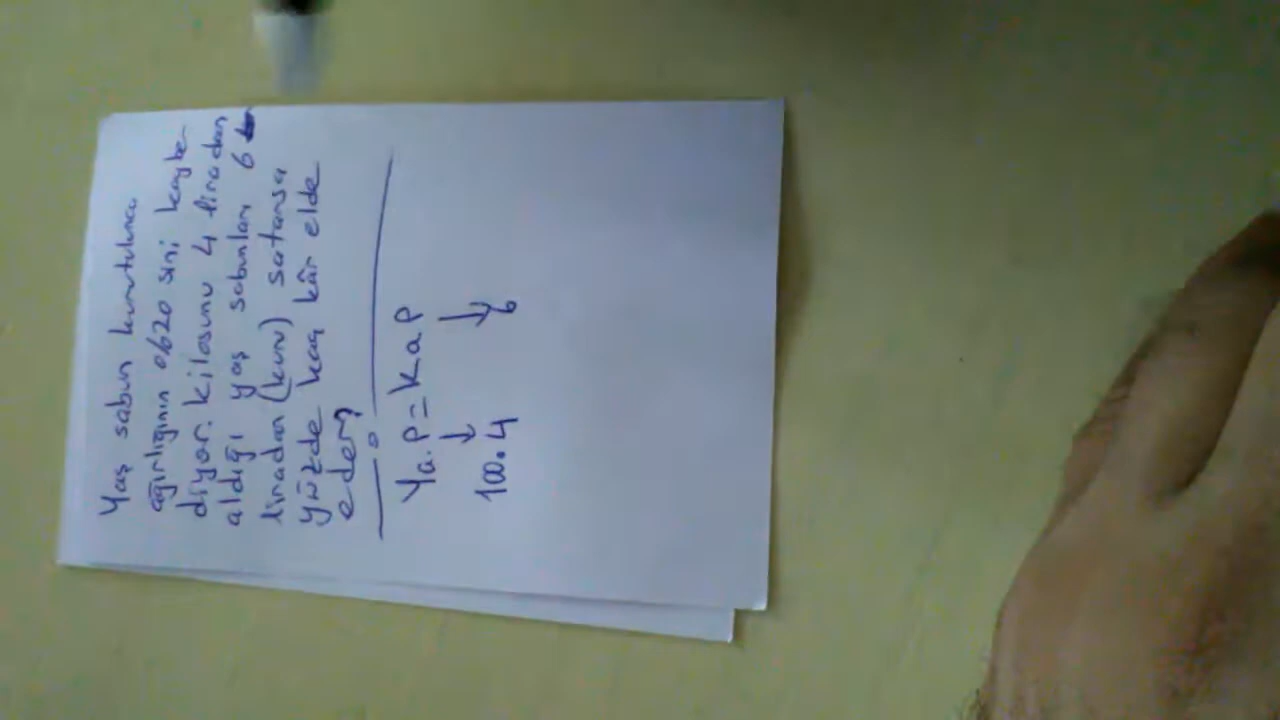 Yaş sabun kurutulunca
ağırlığının %20 sini kaybe-
diyor. Kilosunu 4 liradan
aldığı yaş sabunları 6
liradan (kuru) satarsa
yüzde kaç kâr elde
eder?
Ya.P = Ka P
100.4 6